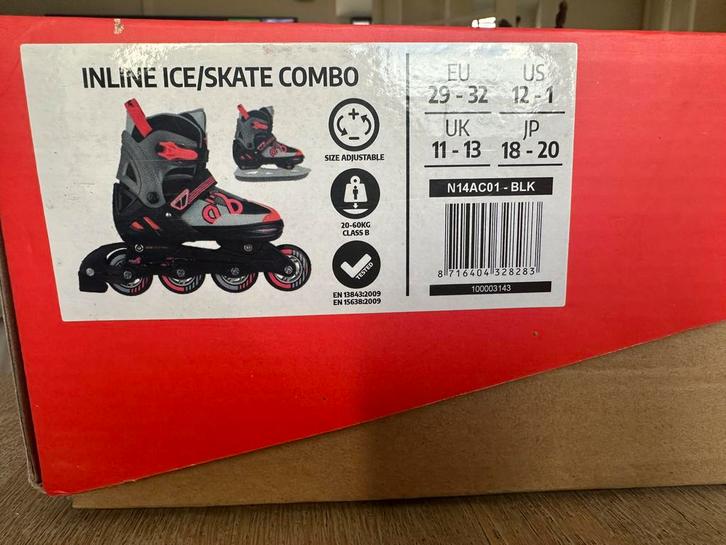 INLINE ICE/SKATE COMBO
SIZE ADJUSTABLE
20-60KG
CLASS B
TESTED
EN 13843:2009
EN 15638:2009
EU US
29 - 32 12 - 1
UK JP
11 - 13 18 - 20
N14AC01 - BLK
8 716404 328283
100003143